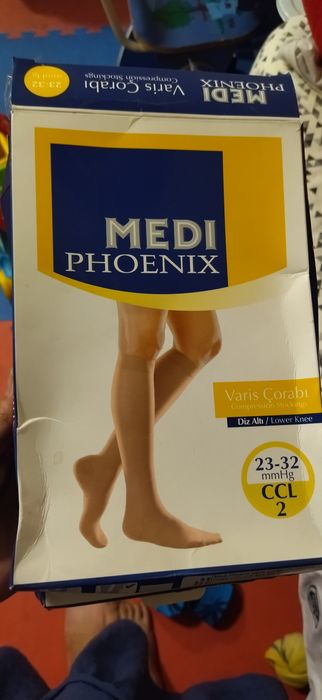 MEDI
PHOENIX
Varis Çorabı
Compression Stockings
23-32
mmHg
MEDI
PHOENIX
Varis Çorabı
Compression Stockings
Diz Altı / Lower Knee
23-32
mmHg
CCL
2